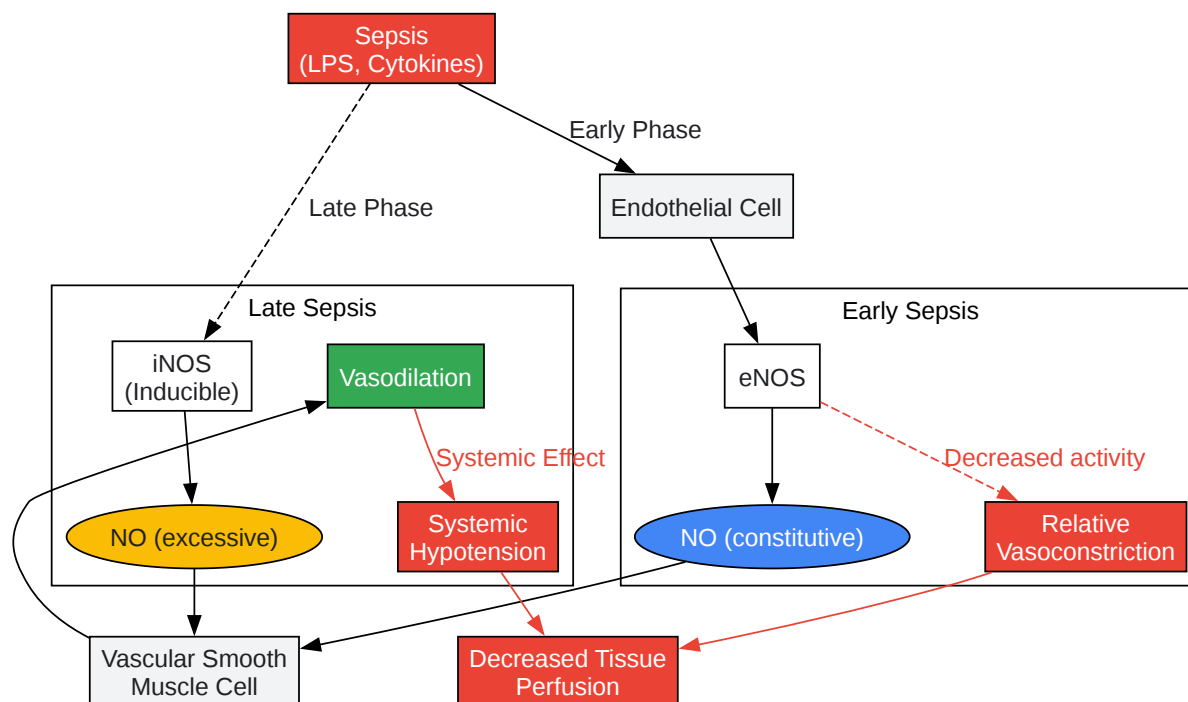 Sepsis
(LPS, Cytokines)
Early Phase
Late Phase
Endothelial Cell
Late Sepsis
Early Sepsis
iNOS
(Inducible)
Vasodilation
eNOS
Systemic Effect
Decreased activity
NO (excessive)
Systemic
Hypotension
NO (constitutive)
Relative
Vasoconstriction
Vascular Smooth
Muscle Cell
Decreased Tissue
Perfusion